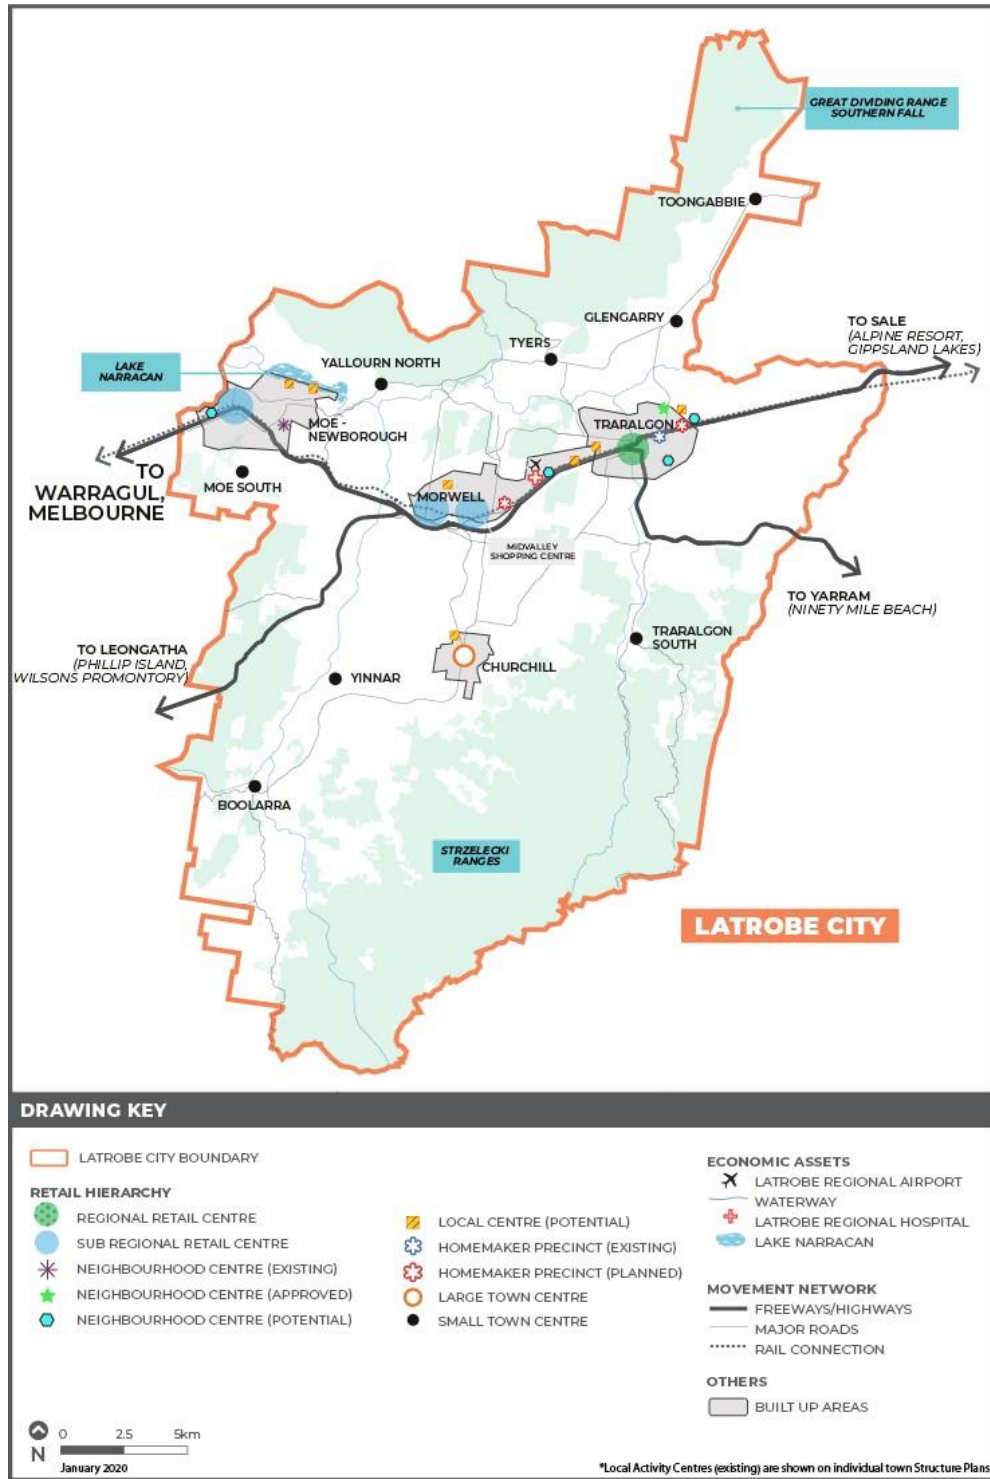 GREAT DIVIDING RANGE
SOUTHERN FALL
TOONGABBIE
GLENGARRY
TO SALE
(ALPINE RESORT,
GIPPSLAND LAKES)
TYERS
LAKE
NARRACAN
YALLOURN NORTH
MOE -
NEWBOROUGH
TRARALGON
TO
WARRAGUL,
MELBOURNE
MOE SOUTH
MORWELL
MIDVALLEY
SHOPPING CENTRE
TO YARRAM
(NINETY MILE BEACH)
TO LEONGATHA
(PHILLIP ISLAND,
WILSONS PROMONTORY)
TRARALGON
SOUTH
CHURCHILL
YINNAR
BOOLARRA
STRZELECKI
RANGES
LATROBE CITY
DRAWING KEY
LATROBE CITY BOUNDARY
RETAIL HIERARCHY
REGIONAL RETAIL CENTRE
SUB REGIONAL RETAIL CENTRE
NEIGHBOURHOOD CENTRE (EXISTING)
NEIGHBOURHOOD CENTRE (APPROVED)
NEIGHBOURHOOD CENTRE (POTENTIAL)
LOCAL CENTRE (POTENTIAL)
HOMEMAKER PRECINCT (EXISTING)
HOMEMAKER PRECINCT (PLANNED)
LARGE TOWN CENTRE
SMALL TOWN CENTRE
ECONOMIC ASSETS
LATROBE REGIONAL AIRPORT
WATERWAY
LATROBE REGIONAL HOSPITAL
LAKE NARRACAN
MOVEMENT NETWORK
FREEWAYS/HIGHWAYS
MAJOR ROADS
RAIL CONNECTION
OTHERS
BUILT UP AREAS
0 2.5 5km
N
January 2020
*Local Activity Centres (existing) are shown on individual town Structure Plans